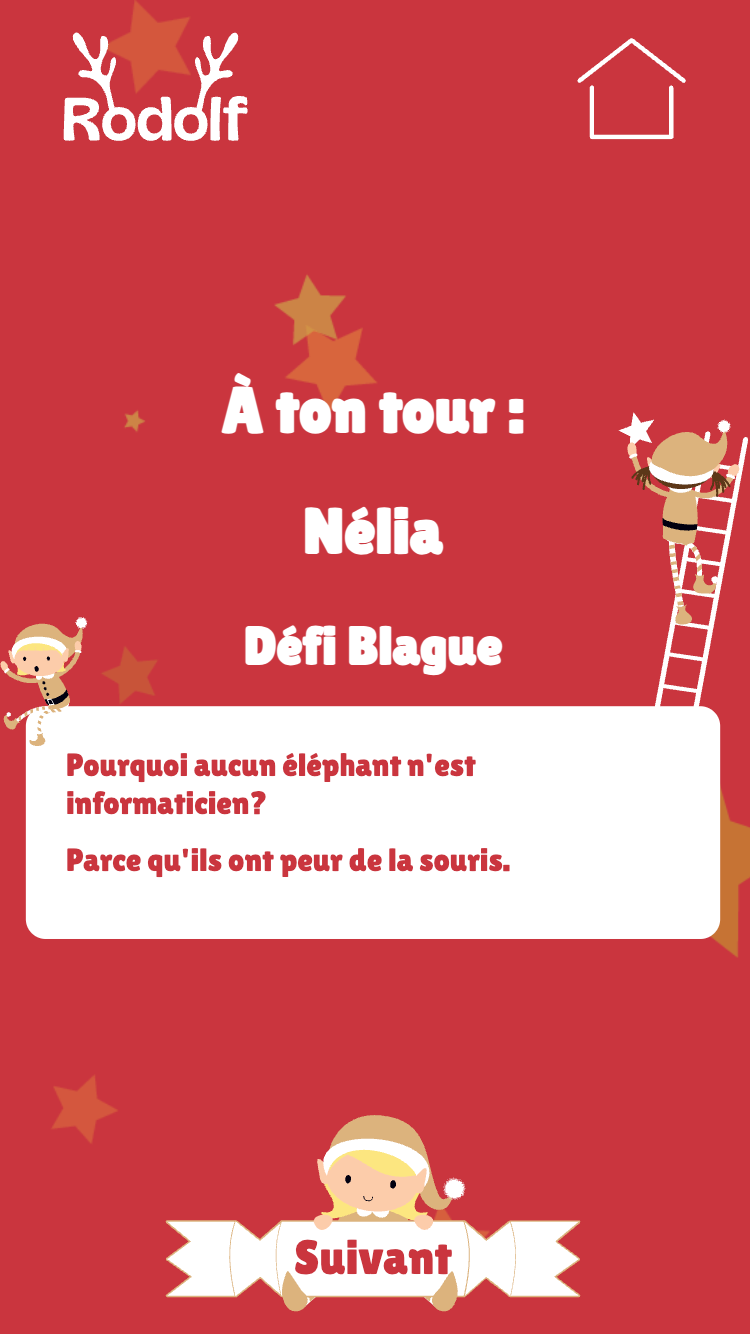 Rodolf
À ton tour :
Nélia
Défi Blague
Pourquoi aucun éléphant n'est
informaticien?
Parce qu'ils ont peur de la souris.
Suivant